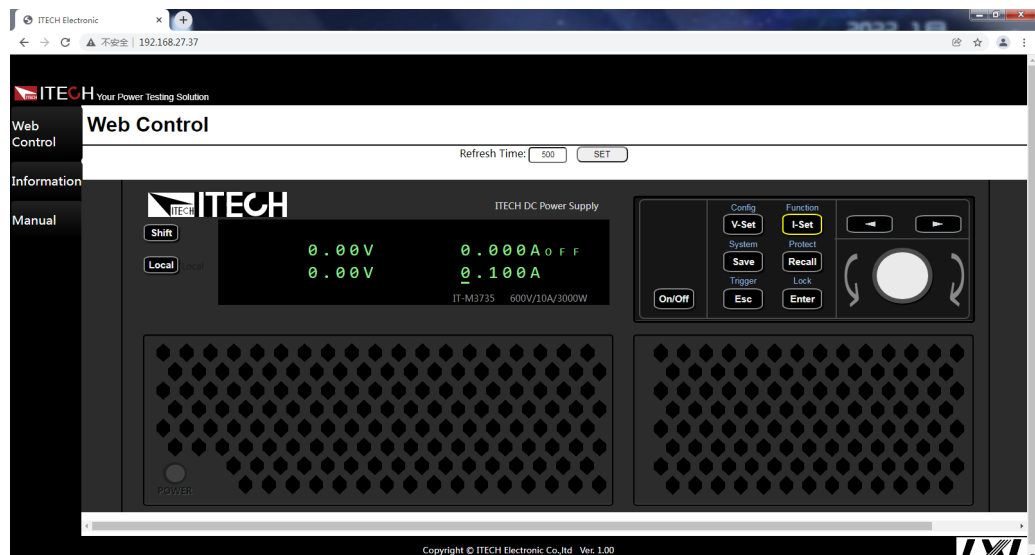 ITECH Electronic
不安全 | 192.168.27.37
ITECH Your Power Testing Solution
Web Control
Web Control
Refresh Time: 500 SET
Information
Manual
ITECH ITECH
ITECH DC Power Supply
Shift
Local Local
0.00V 0.000A OFF
0.00V 0.100A
IT-M3735 600V/10A/3000W
Config Function
V-Set I-Set
System Protect
Save Recall
Trigger Lock
On/Off Esc Enter
POWER
Copyright © ITECH Electronic Co.,ltd Ver. 1.00
LXI